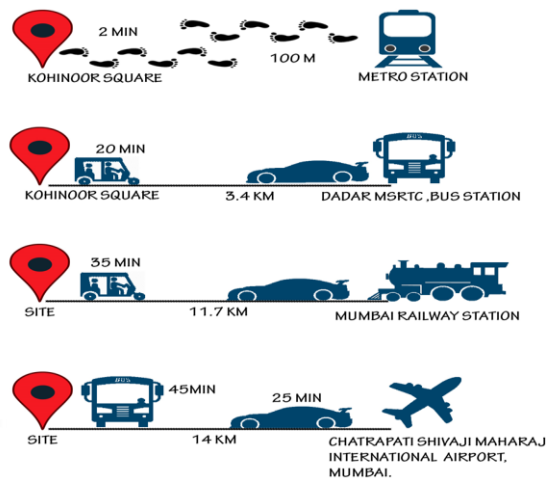 2 MIN
100 M
KOHINOOR SQUARE
METRO STATION
BUS
20 MIN
KOHINOOR SQUARE
3.4 KM
DADAR MSRTC ,BUS STATION
35 MIN
SITE
11.7 KM
MUMBAI RAILWAY STATION
BUS
45MIN
25 MIN
SITE
14 KM
CHATRAPATI SHIVAJI MAHARAJ
INTERNATIONAL AIRPORT,
MUMBAI.